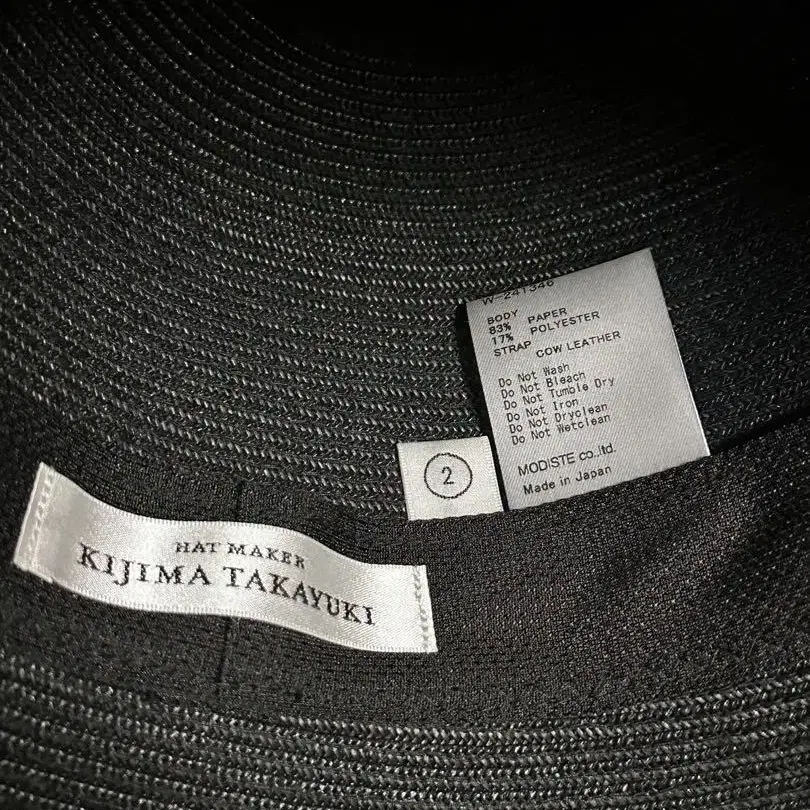 HAT MAKER
KIJIMA TAKAYUKI
2
W-241346
BODY
83% PAPER
17% POLYESTER
STRAP COW LEATHER
Do Not Wash
Do Not Bleach
Do Not Tumble Dry
Do Not Iron
Do Not Dryclean
Do Not Wetclean
MODISTE co.,ltd.
Made in Japan